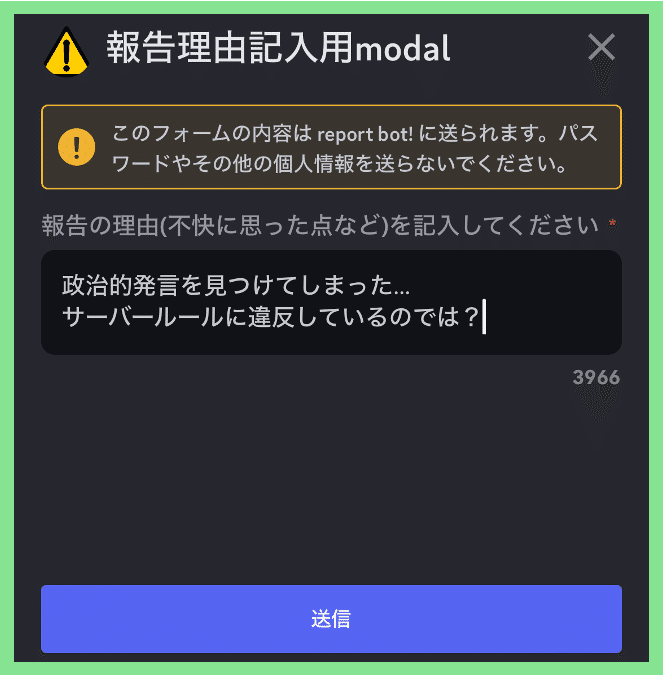 報告理由記入用modal
このフォームの内容は report bot! に送られます。パス
ワードやその他の個人情報を送らないでください。
報告の理由(不快に思った点など)を記入してください *
政治的発言を見つけてしまった...
サーバールールに違反しているのでは？
3966
送信